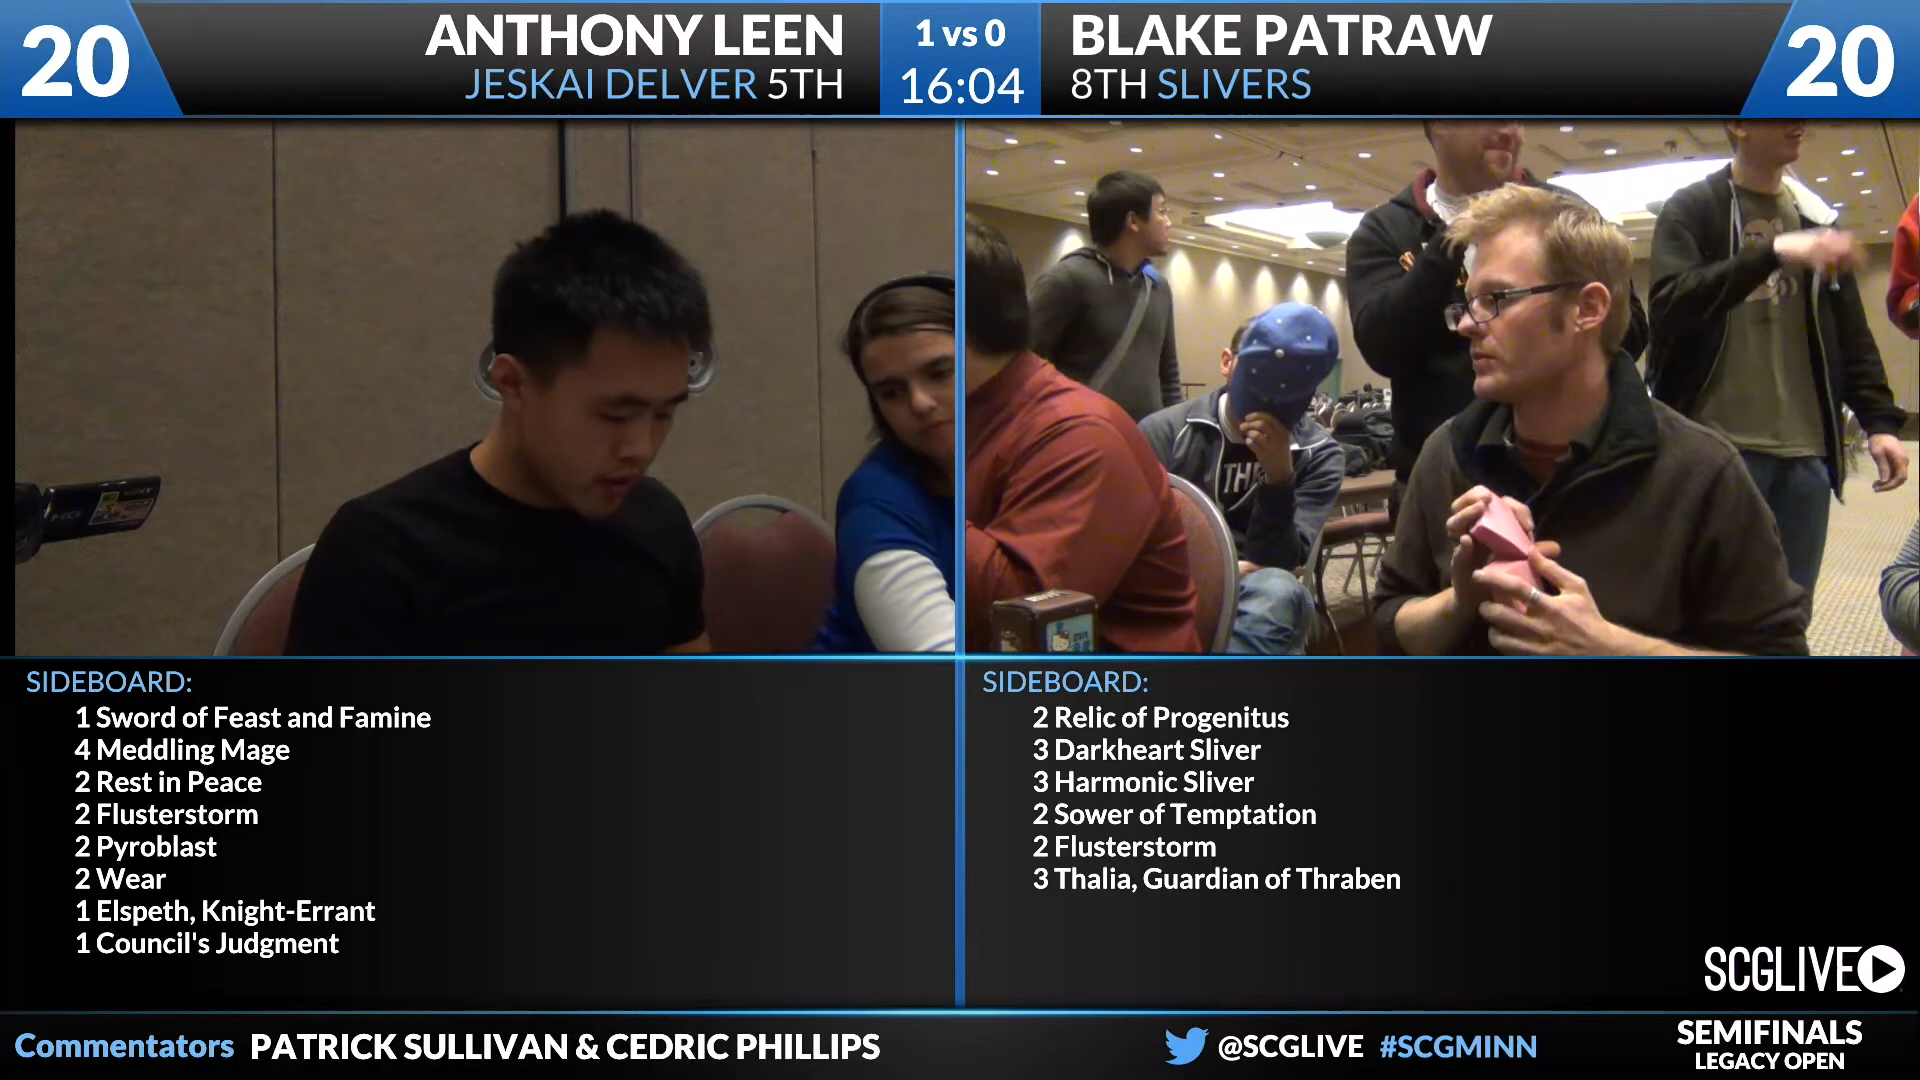 20
ANTHONY LEEN
JESKAI DELVER 5TH
1 vs 0
16:04
BLAKE PATRAW
8TH SLIVERS
20
THE
SIDEBOARD:
1 Sword of Feast and Famine
4 Meddling Mage
2 Rest in Peace
2 Flusterstorm
2 Pyroblast
2 Wear
1 Elspeth, Knight-Errant
1 Council's Judgment
SIDEBOARD:
2 Relic of Progenitus
3 Darkheart Sliver
3 Harmonic Sliver
2 Sower of Temptation
2 Flusterstorm
3 Thalia, Guardian of Thraben
SCGLIVE
Commentators PATRICK SULLIVAN & CEDRIC PHILLIPS
@SCGLIVE #SCGMINN
SEMIFINALS
LEGACY OPEN